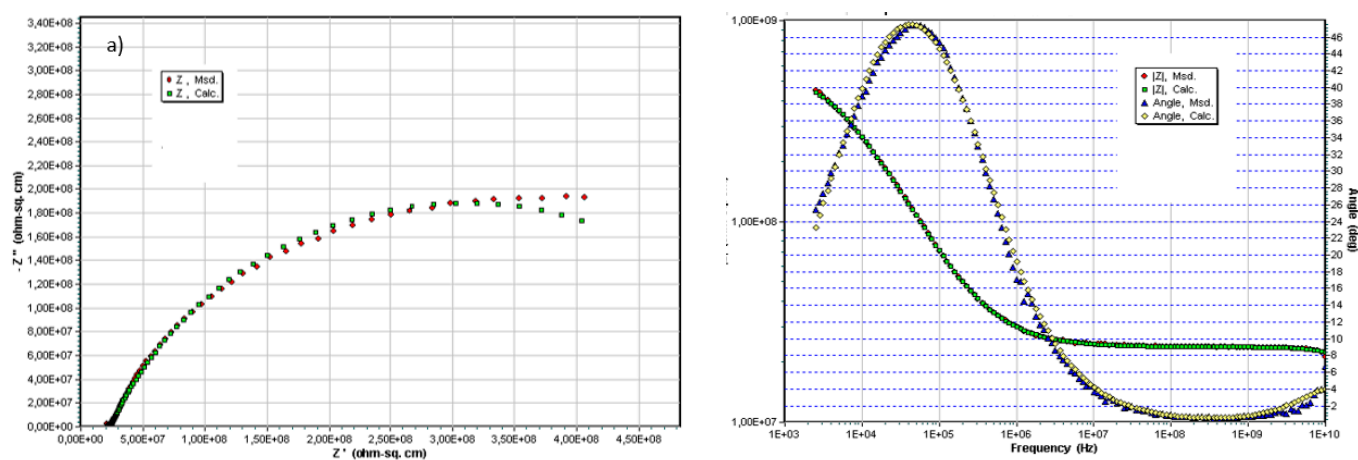 3,40E+08
3,20E+08
3,00E+08
2,80E+08
2,60E+08
2,40E+08
2,20E+08
2,00E+08
1,80E+08
1,60E+08
1,40E+08
1,20E+08
1,00E+08
8,00E+07
6,00E+07
4,00E+07
2,00E+07
0,00E+00
- Z'' (ohm-sq. cm)
a)
Z , Msd.
Z , Calc.
0,00E+00 5,00E+07 1,00E+08 1,50E+08 2,00E+08 2,50E+08 3,00E+08 3,50E+08 4,00E+08 4,50E+08
Z ' (ohm-sq. cm)
1,00E+09
1,00E+08
1,00E+07
|Z|, Msd.
|Z|, Calc.
Angle, Msd.
Angle, Calc.
46
44
42
40
38
36
34
32
30
28
26
24
22
20
18
16
14
12
10
8
6
4
2
Angle (deg)
1E+03 1E+04 1E+05 1E+06 1E+07 1E+08 1E+09 1E+10
Frequency (Hz)